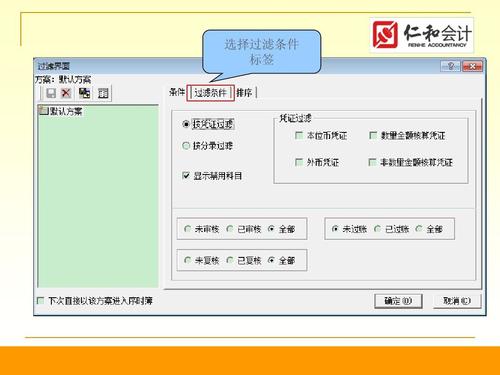 选择过滤条件
标签
仁和会计
RENHE ACCOUNTANCY
过滤界面
方案: 默认方案
默认方案
条件 过滤条件 排序
按凭证过滤
按分录过滤
显示禁用科目
凭证过滤
本位币凭证 数量金额核算凭证
外币凭证 非数量金额核算凭证
未审核 已审核 全部 未过账 已过账 全部
未复核 已复核 全部
下次直接以该方案进入序时簿
确定(O) 取消(C)